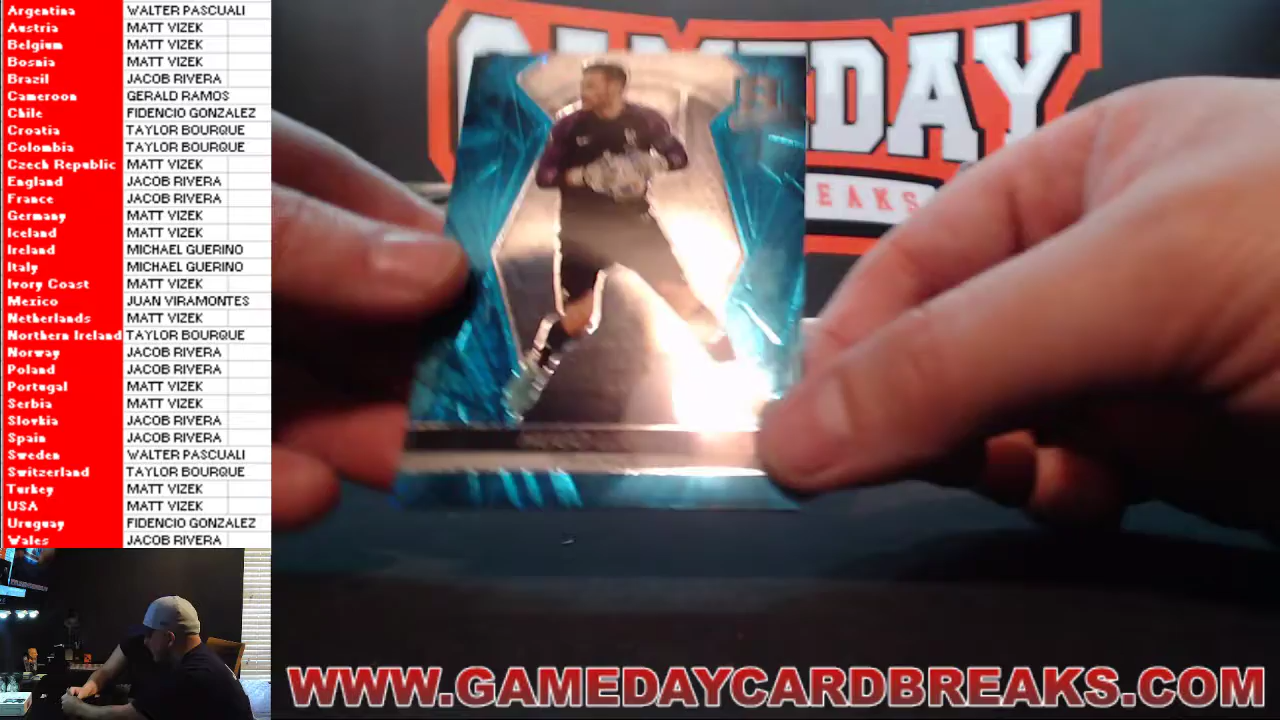 Argentina WALTER PASCUALI
Austria MATT VIZEK
Belgium MATT VIZEK
Bosnia MATT VIZEK
Brazil JACOB RIVERA
Cameroon GERALD RAMOS
Chile FIDENCIO GONZALEZ
Croatia TAYLOR BOURQUE
Colombia TAYLOR BOURQUE
Czech Republic MATT VIZEK
England JACOB RIVERA
France JACOB RIVERA
Germany MATT VIZEK
Iceland MATT VIZEK
Ireland MICHAEL GUERINO
Italy MICHAEL GUERINO
Ivory Coast MATT VIZEK
Mexico JUAN VIRAMONTES
Netherlands MATT VIZEK
Northern Ireland TAYLOR BOURQUE
Norway JACOB RIVERA
Poland JACOB RIVERA
Portugal MATT VIZEK
Serbia MATT VIZEK
Slovkia JACOB RIVERA
Spain JACOB RIVERA
Sweden WALTER PASCUALI
Switzerland TAYLOR BOURQUE
Turkey MATT VIZEK
USA MATT VIZEK
Uruguay FIDENCIO GONZALEZ
Wales JACOB RIVERA
GAMEDAY
EAKS
WWW.GAMEDAYCARDBREAKS.COM